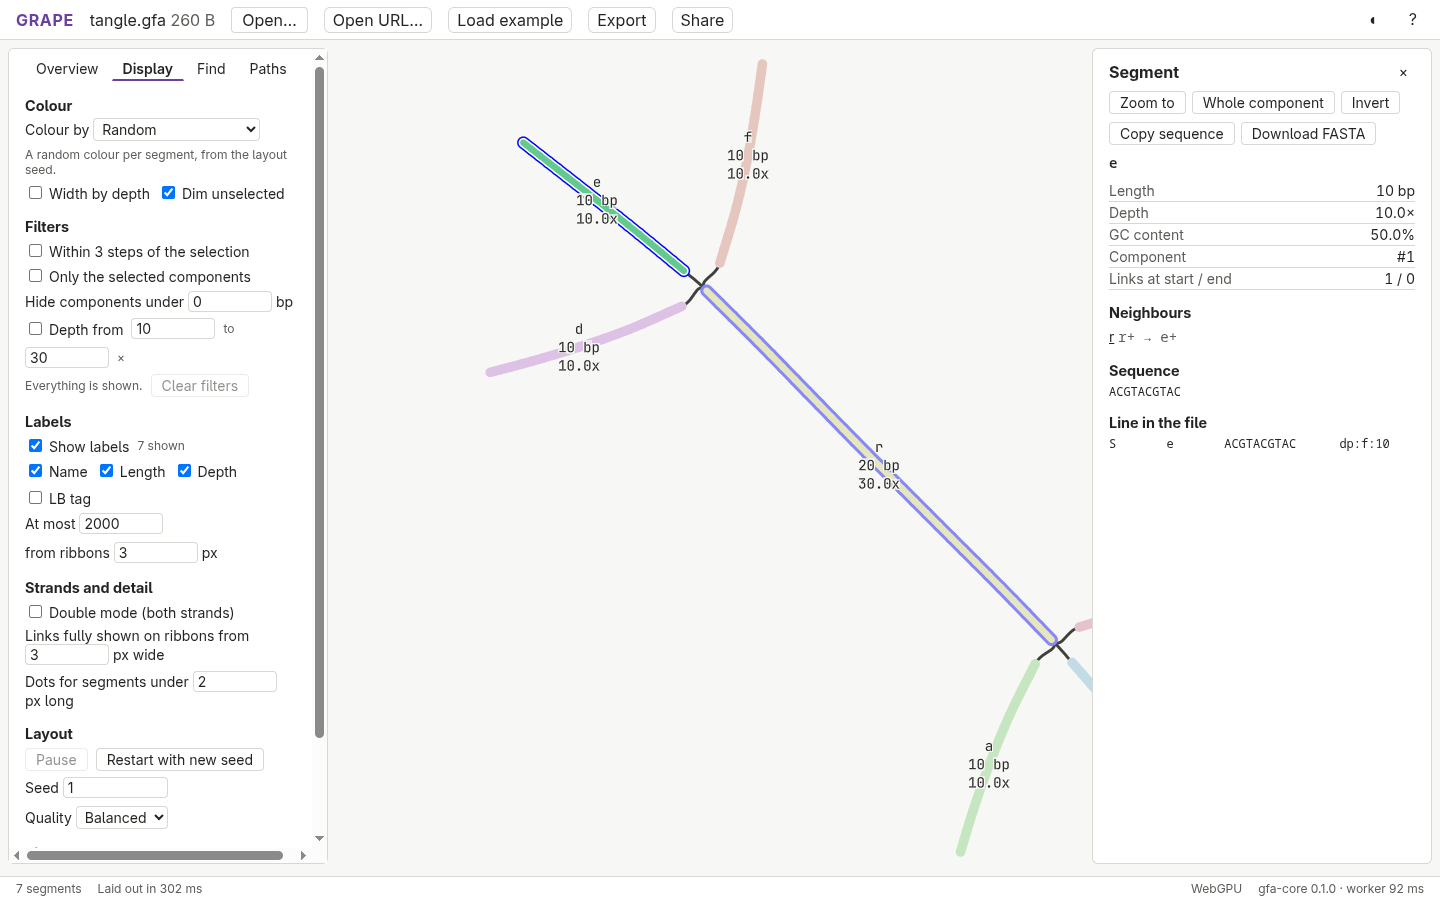 GRAPE tangle.gfa 260 B Open... Open URL... Load example Export Share ?
Overview Display Find Paths
Colour
Colour by Random
A random colour per segment, from the layout
seed.
Width by depth Dim unselected
Filters
Within 3 steps of the selection
Only the selected components
Hide components under 0 bp
Depth from 10 to
30 ×
Everything is shown. Clear filters
Labels
Show labels 7 shown
Name Length Depth
LB tag
At most 2000
from ribbons 3 px
Strands and detail
Double mode (both strands)
Links fully shown on ribbons from
3 px wide
Dots for segments under 2
px long
Layout
Pause Restart with new seed
Seed 1
Quality Balanced
f
10 bp
10.0x
e
10 bp
10.0x
d
10 bp
10.0x
r
20 bp
30.0x
a
10 bp
10.0x
Segment ×
Zoom to Whole component Invert
Copy sequence Download FASTA
e
Length 10 bp
Depth 10.0×
GC content 50.0%
Component #1
Links at start / end 1 / 0
Neighbours
r r+ → e+
Sequence
ACGTACGTAC
Line in the file
S e ACGTACGTAC dp:f:10
7 segments Laid out in 302 ms WebGPU gfa-core 0.1.0 · worker 92 ms